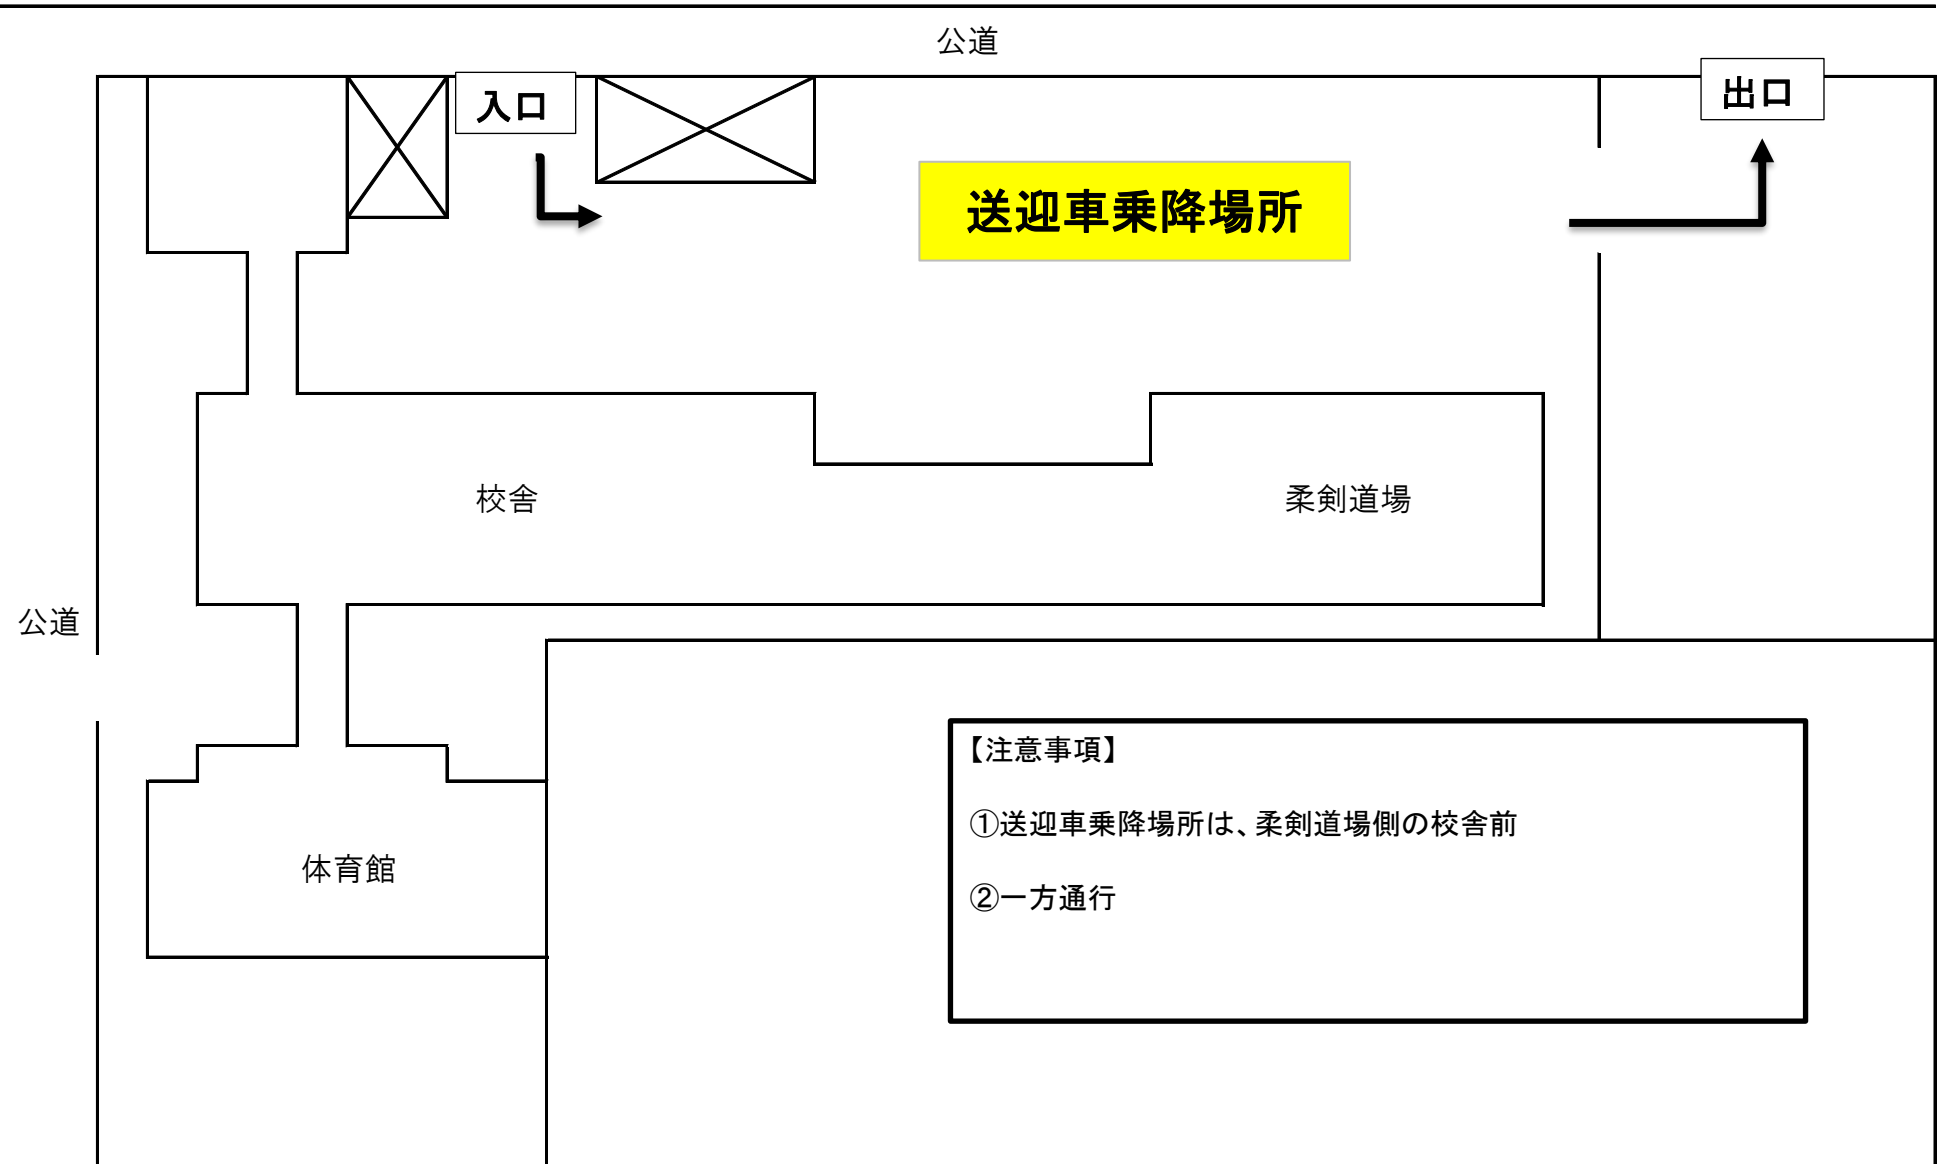 公道
入口
出口
送迎車乗降場所
校舎
柔剣道場
公道
【注意事項】
①送迎車乗降場所は、柔剣道場側の校舎前
②一方通行
体育館